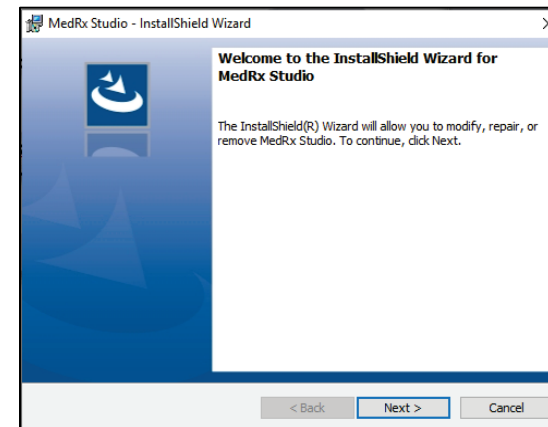 MedRx Studio - InstallShield Wizard
Welcome to the InstallShield Wizard for
MedRx Studio
The InstallShield(R) Wizard will allow you to modify, repair, or
remove MedRx Studio. To continue, click Next.
< Back
Next >
Cancel